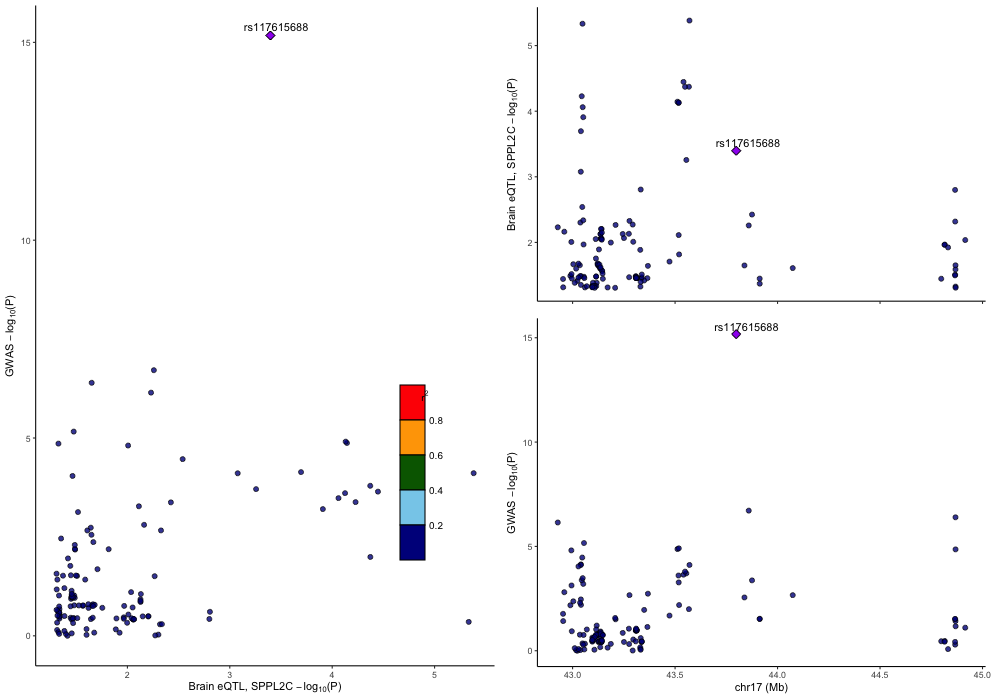 rs117615688
15
10
5
0
GWAS −log10(P)
2
3
4
5
Brain eQTL, SPPL2C −log10(P)
r2
0.8
0.6
0.4
0.2
rs117615688
5
4
3
2
Brain eQTL, SPPL2C −log10(P)
rs117615688
15
10
5
0
GWAS −log10(P)
43.0
43.5
44.0
44.5
45.0
chr17 (Mb)